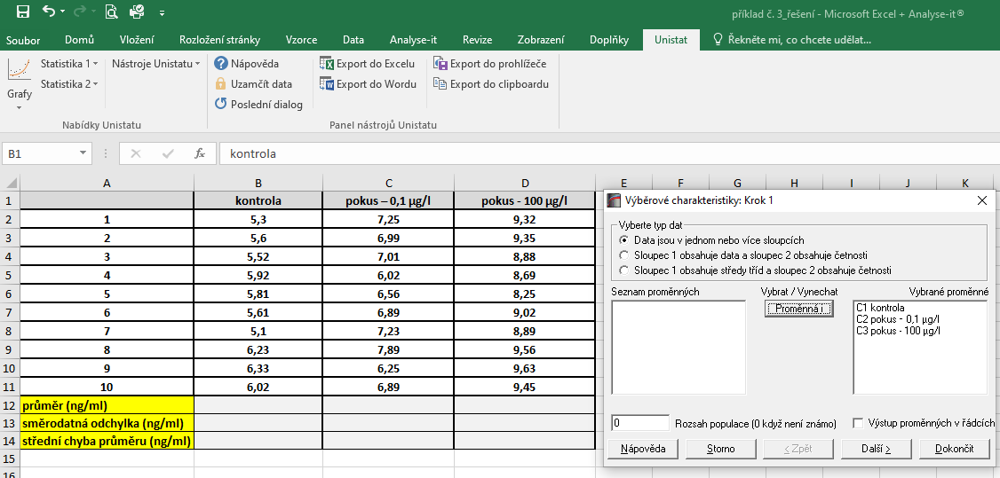 příklad č. 3_řešení - Microsoft Excel + Analyse-it®
Soubor Domů Vložení Rozložení stránky Vzorce Data Analyse-it Revize Zobrazení Doplňky Unistat Řekněte mi, co chcete udělat...
Statistika 1 Nástroje Unistatu Nápověda Export do Excelu Export do prohlížeče
Statistika 2 Uzamčít data Export do Wordu Export do clipboardu
Grafy
Poslední dialog
Nabídky Unistatu Panel nástrojů Unistatu
B1 fx kontrola
A B C D E F G H I J K
1 kontrola pokus – 0,1 µg/l pokus - 100 µg/l
2 1 5,3 7,25 9,32
3 2 5,6 6,99 9,35
4 3 5,52 7,01 8,88
5 4 5,92 6,02 8,69
6 5 5,81 6,56 8,25
7 6 5,61 6,89 9,02
8 7 5,1 7,23 8,89
9 8 6,23 7,89 9,56
10 9 6,33 6,25 9,63
11 10 6,02 6,89 9,45
12 průměr (ng/ml)
13 směrodatná odchylka (ng/ml)
14 střední chyba průměru (ng/ml)
15
16
Výběrové charakteristiky: Krok 1
Vyberte typ dat
Data jsou v jednom nebo více sloupcích
Sloupec 1 obsahuje data a sloupec 2 obsahuje četnosti
Sloupec 1 obsahuje středy tříd a sloupec 2 obsahuje četnosti
Seznam proměnných Vybrat / Vynechat Vybrané proměnné
Proměnná i
C1 kontrola
C2 pokus – 0,1 µg/l
C3 pokus - 100 µg/l
0 Rozsah populace (0 když není známo) Výstup proměnných v řádcích
Nápověda Storno < Zpět Další > Dokončit